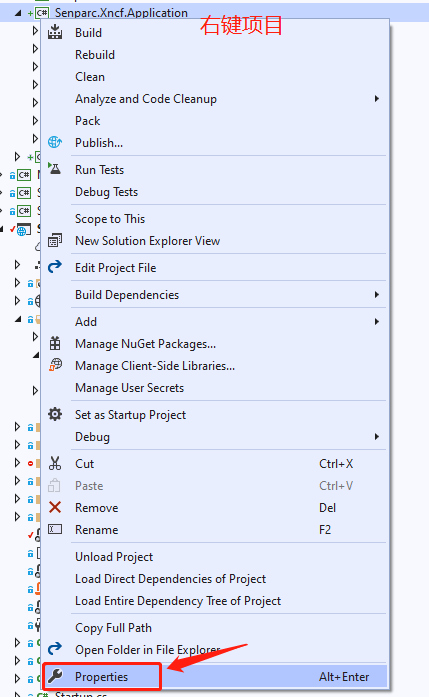 Senparc.Xncf.Application
右键项目
Build
Rebuild
Clean
Analyze and Code Cleanup
Pack
Publish...
Run Tests
Debug Tests
Scope to This
New Solution Explorer View
Edit Project File
Build Dependencies
Add
Manage NuGet Packages...
Manage Client-Side Libraries...
Manage User Secrets
Set as Startup Project
Debug
Cut Ctrl+X
Paste Ctrl+V
Remove Del
Rename F2
Unload Project
Load Direct Dependencies of Project
Load Entire Dependency Tree of Project
Copy Full Path
Open Folder in File Explorer
Properties Alt+Enter
Startup.cs